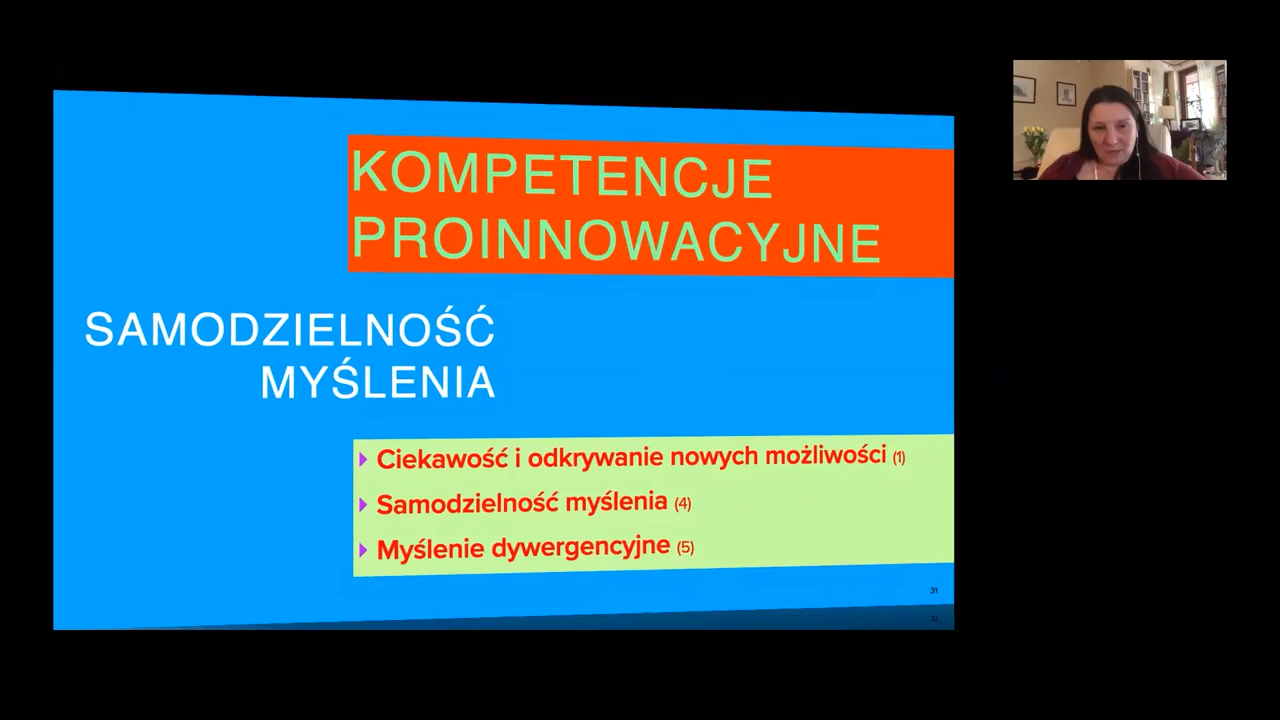 KOMPETENCJE
PROINNOWACYJNE
SAMODZIELNOŚĆ
MYŚLENIA
Ciekawość i odkrywanie nowych możliwości (1)
Samodzielność myślenia (4)
Myślenie dywergencyjne (5)
31